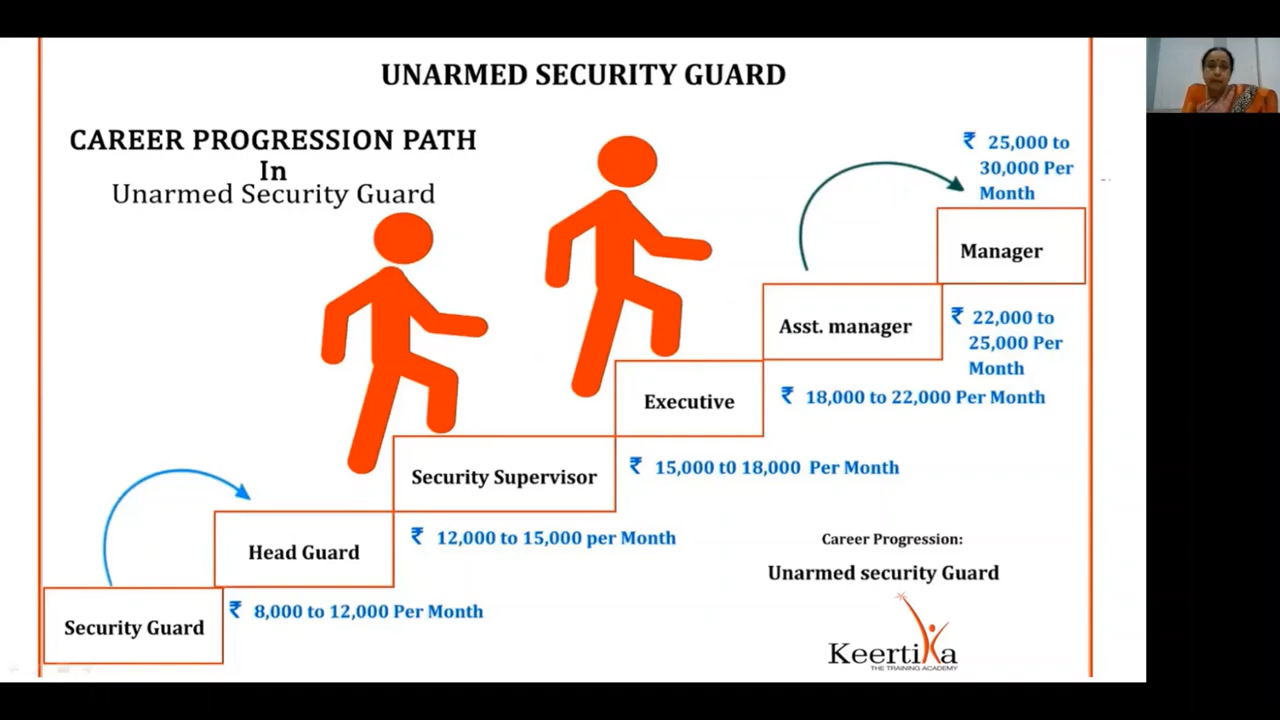 UNARMED SECURITY GUARD
CAREER PROGRESSION PATH
In
Unarmed Security Guard
₹ 25,000 to
30,000 Per
Month
Manager
Asst. manager
₹ 22,000 to
25,000 Per
Month
Executive
₹ 18,000 to 22,000 Per Month
Security Supervisor
₹ 15,000 t0 18,000 Per Month
Head Guard
₹ 12,000 to 15,000 per Month
Security Guard
₹ 8,000 to 12,000 Per Month
Career Progression:
Unarmed security Guard
Keertika
THE TRAINING ACADEMY